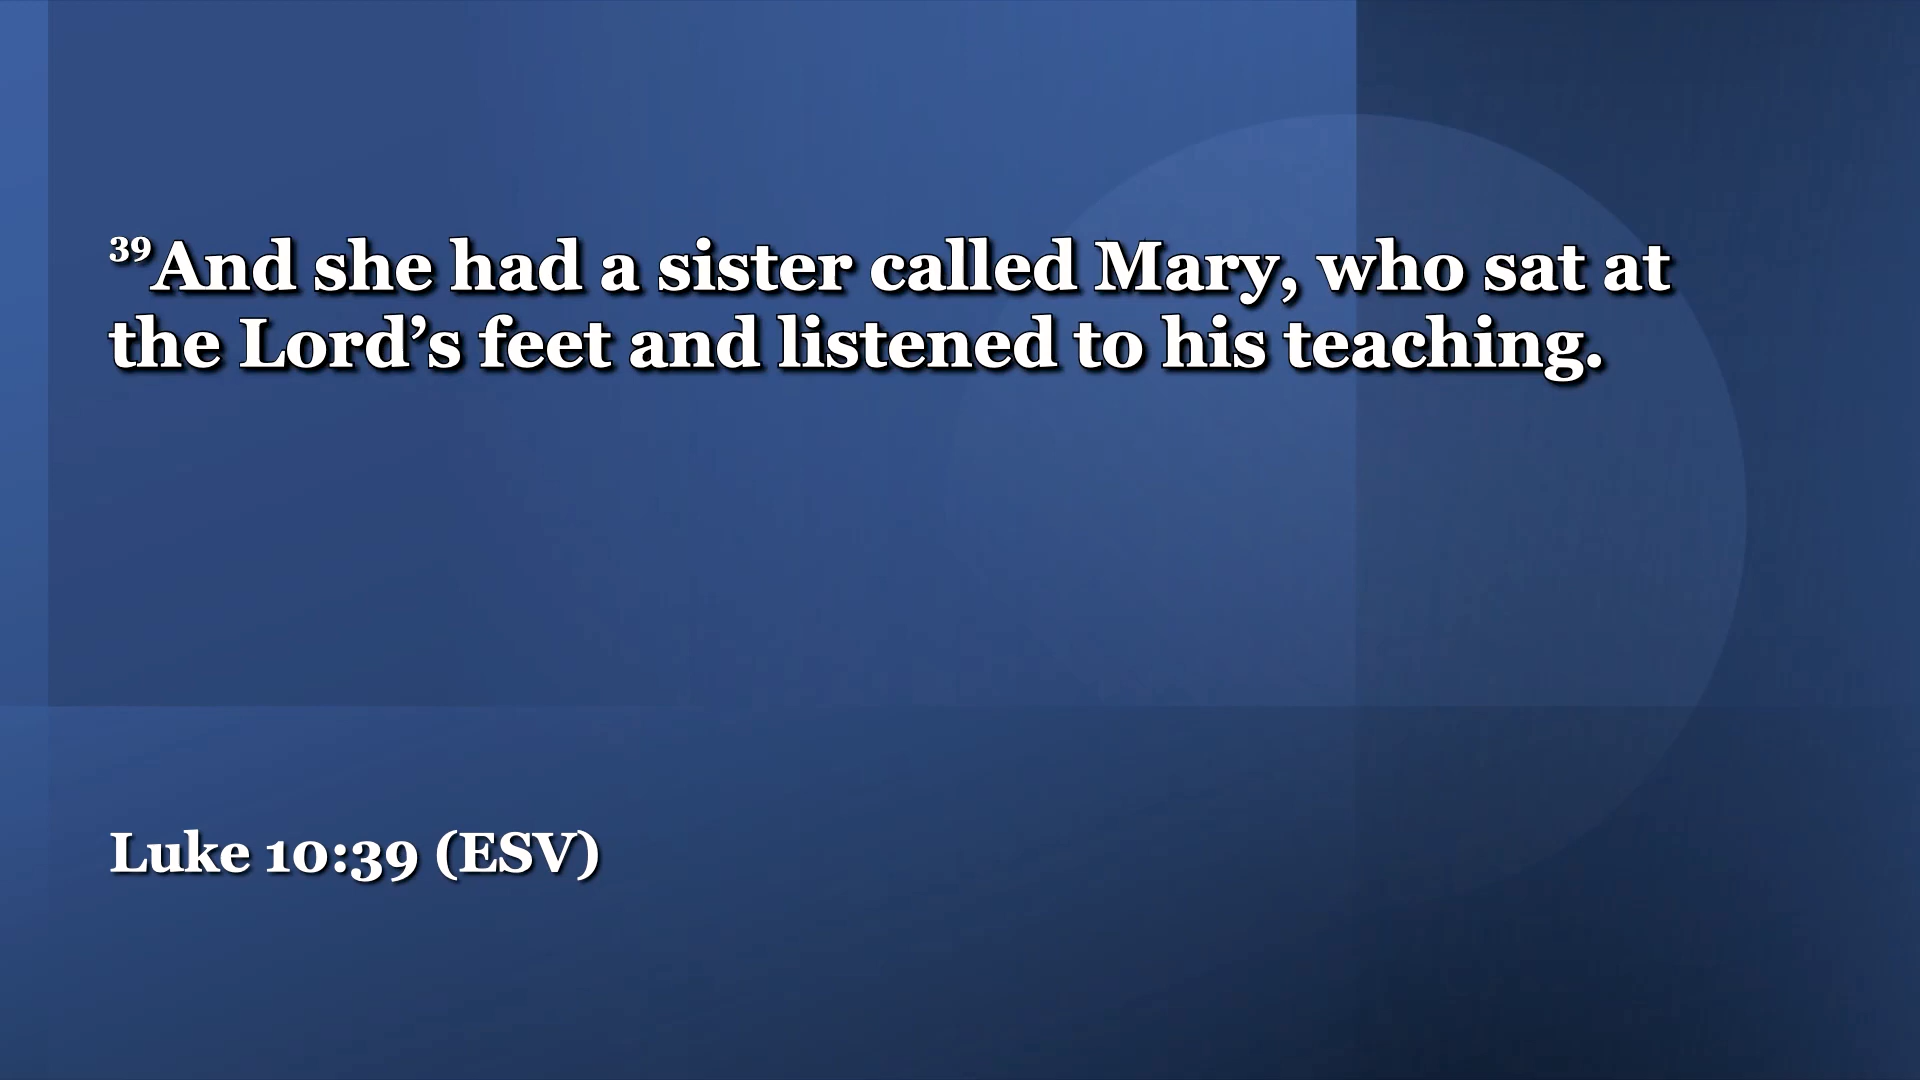 ³⁹And she had a sister called Mary, who sat at
the Lord’s feet and listened to his teaching.
Luke 10:39 (ESV)